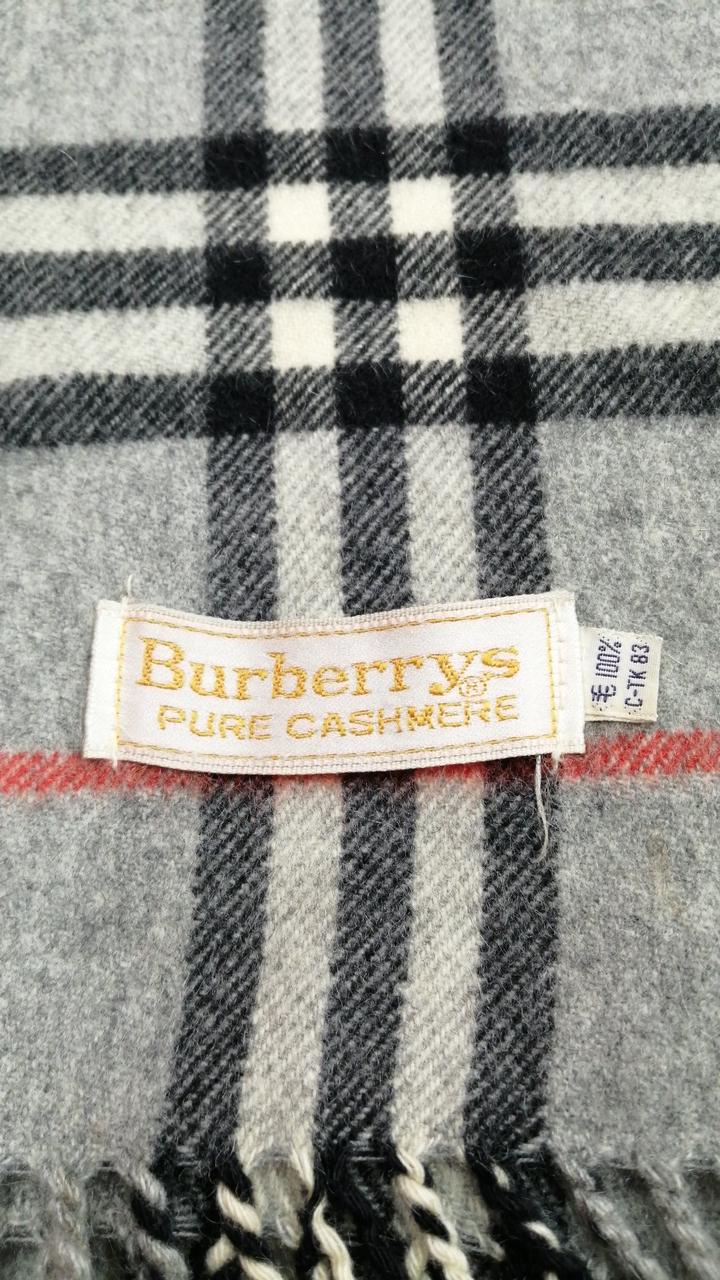 Burberrys
®
PURE CASHMERE
毛 100%
C-TK 83